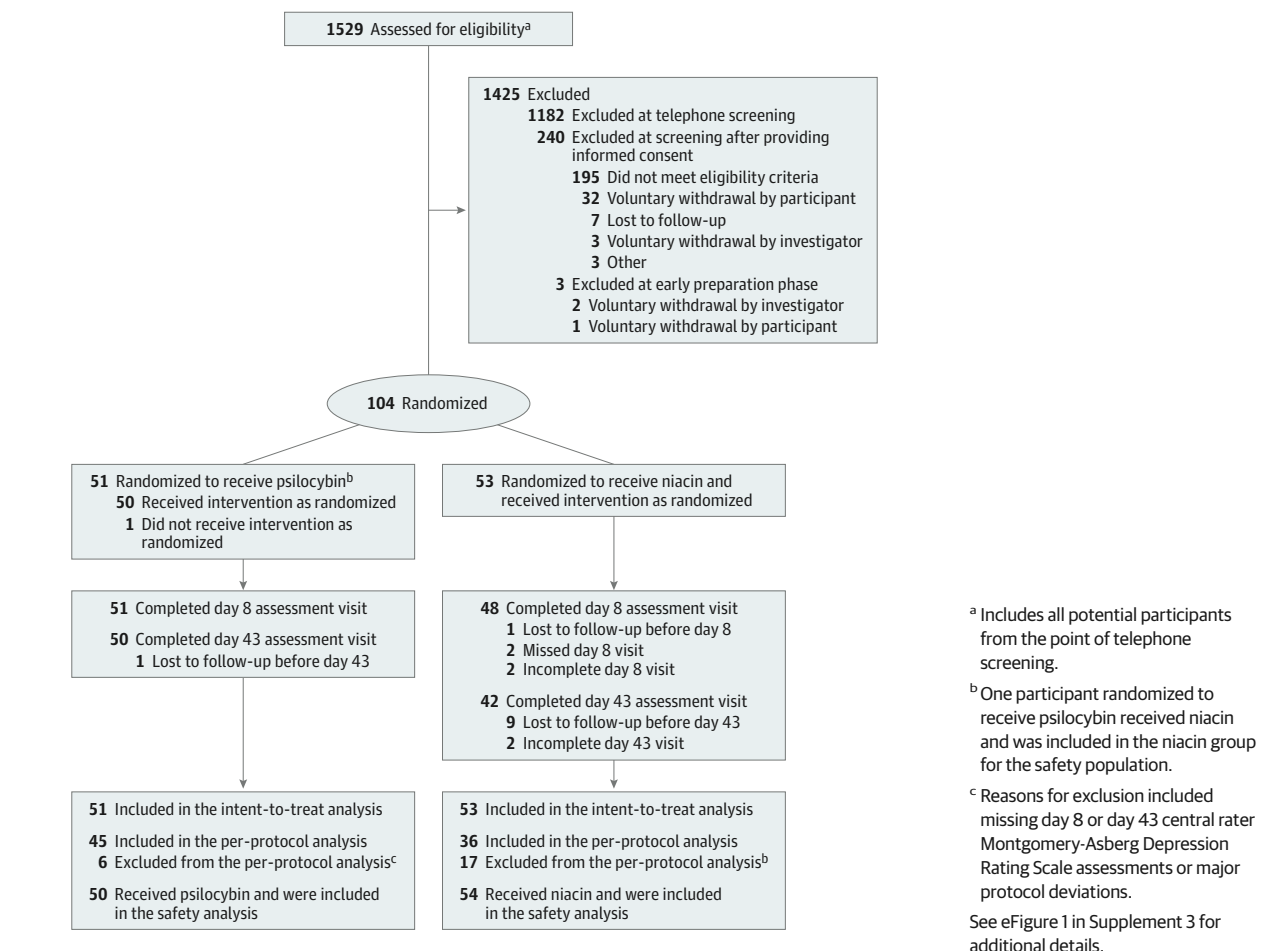 1529 Assessed for eligibilitya
1425 Excluded
1182 Excluded at telephone screening
240 Excluded at screening after providing
informed consent
195 Did not meet eligibility criteria
32 Voluntary withdrawal by participant
7 Lost to follow-up
3 Voluntary withdrawal by investigator
3 Other
3 Excluded at early preparation phase
2 Voluntary withdrawal by investigator
1 Voluntary withdrawal by participant
104 Randomized
51 Randomized to receive psilocybinb
50 Received intervention as randomized
1 Did not receive intervention as
randomized
53 Randomized to receive niacin and
received intervention as randomized
51 Completed day 8 assessment visit
50 Completed day 43 assessment visit
1 Lost to follow-up before day 43
48 Completed day 8 assessment visit
1 Lost to follow-up before day 8
2 Missed day 8 visit
2 Incomplete day 8 visit
42 Completed day 43 assessment visit
9 Lost to follow-up before day 43
2 Incomplete day 43 visit
51 Included in the intent-to-treat analysis
45 Included in the per-protocol analysis
6 Excluded from the per-protocol analysisc
50 Received psilocybin and were included
in the safety analysis
53 Included in the intent-to-treat analysis
36 Included in the per-protocol analysis
17 Excluded from the per-protocol analysisb
54 Received niacin and were included
in the safety analysis
a Includes all potential participants
from the point of telephone
screening.
b One participant randomized to
receive psilocybin received niacin
and was included in the niacin group
for the safety population.
c Reasons for exclusion included
missing day 8 or day 43 central rater
Montgomery-Asberg Depression
Rating Scale assessments or major
protocol deviations.
See eFigure 1 in Supplement 3 for
additional details.